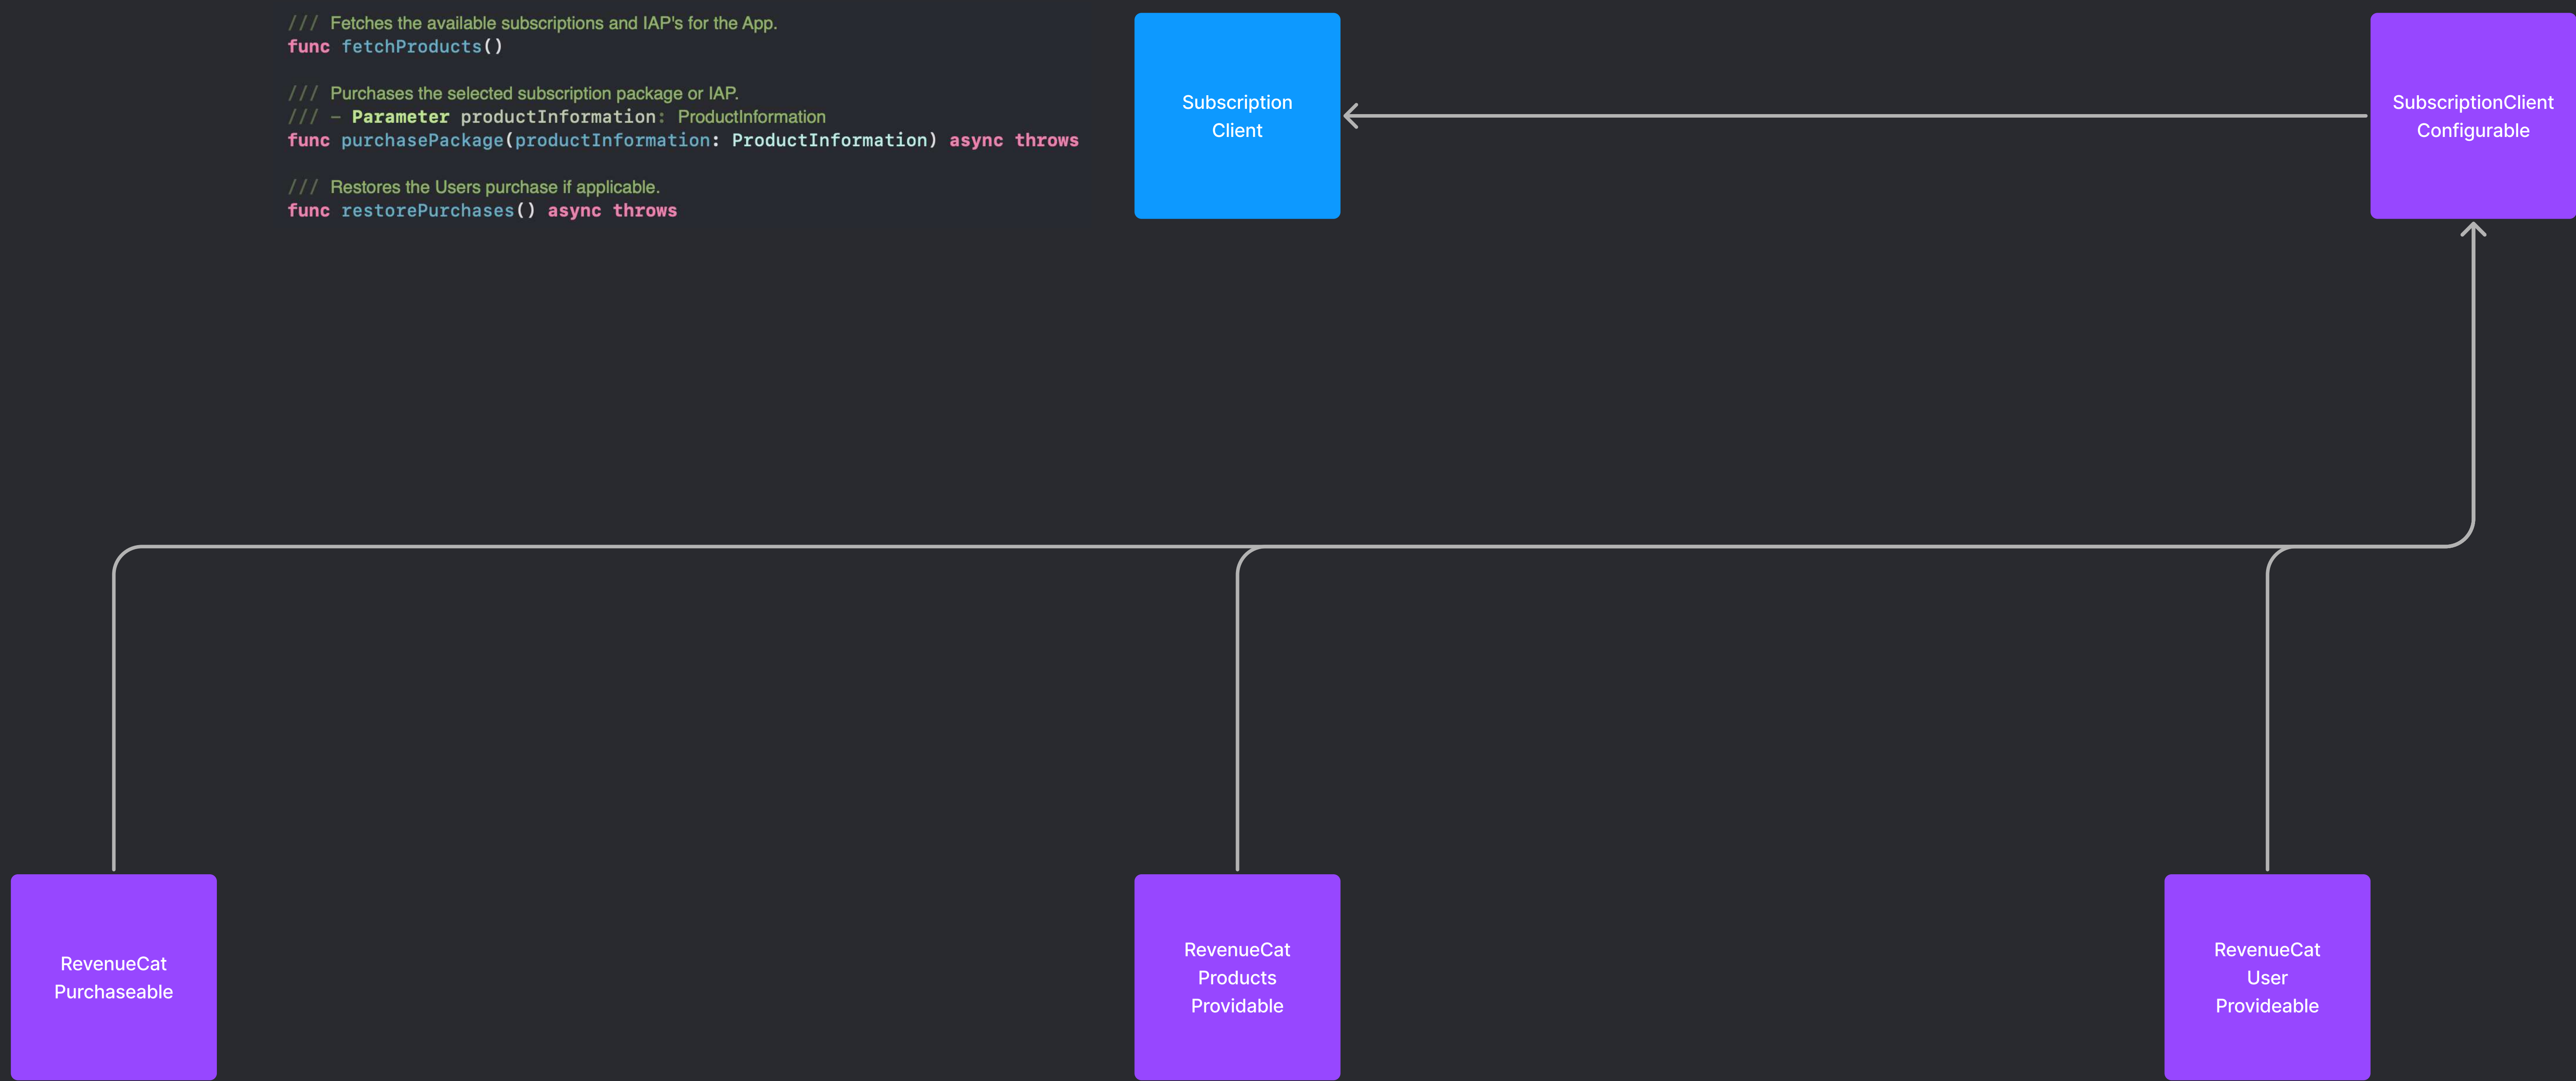 /// Fetches the available subscriptions and IAP's for the App.
func fetchProducts()
/// Purchases the selected subscription package or IAP.
/// – Parameter productInformation: ProductInformation
func purchasePackage(productInformation: ProductInformation) async throws
/// Restores the Users purchase if applicable.
func restorePurchases() async throws
Subscription
Client
SubscriptionClient
Configurable
RevenueCat
Purchaseable
RevenueCat
Products
Providable
RevenueCat
User
Provideable